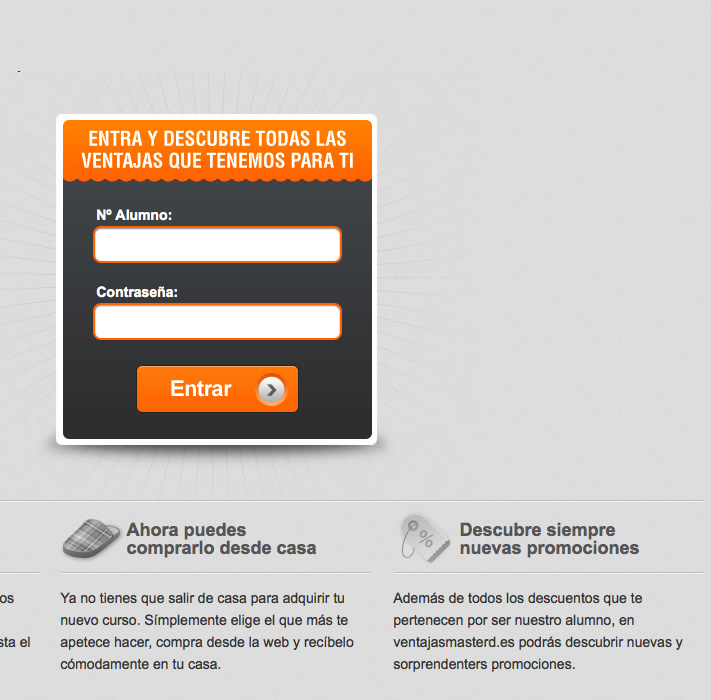 ENTRA Y DESCUBRE TODAS LAS
VENTAJAS QUE TENEMOS PARA TI
Nº Alumno:
Contraseña:
Entrar
os
sta el
Ahora puedes
comprarlo desde casa
Ya no tienes que salir de casa para adquirir tu
nuevo curso. Símplemente elige el que más te
apetece hacer, compra desde la web y recíbelo
cómodamente en tu casa.
%
Descubre siempre
nuevas promociones
Además de todos los descuentos que te
pertenecen por ser nuestro alumno, en
ventajasmasterd.es podrás descubrir nuevas y
sorprendenters promociones.